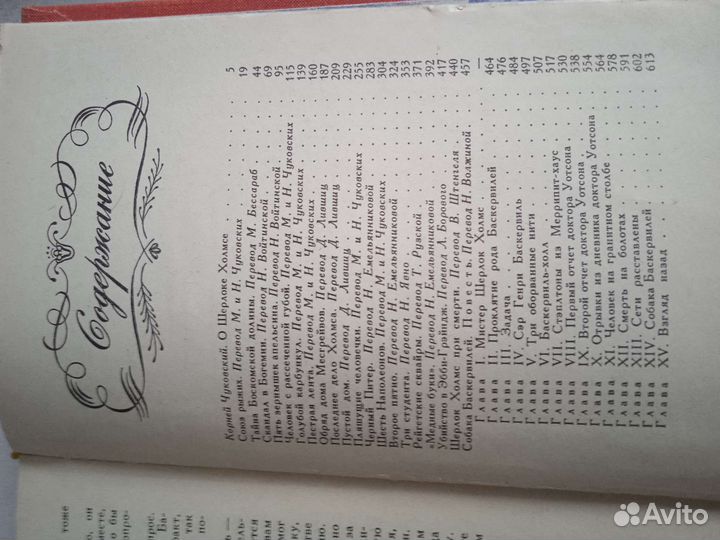 Содержание
Корней Чуковский. О Шерлоке Холмсе . . . 5
Союз рыжих. Перевод М. и Н. Чуковских . . . 19
Тайна Боскомской долины. Перевод М. Бессараб . . . 44
Скандал в Богемии. Перевод Н. Войтинской . . . 69
Пять зернышек апельсина. Перевод Н. Войтинской . . . 95
Человек с рассеченной губой. Перевод М. и Н. Чуковских . . . 115
Голубой карбункул. Перевод М. и Н. Чуковских . . . 139
Пестрая лента. Перевод М. и Н. Чуковских . . . 160
Обряд дома Месгрейвов. Перевод Д. Лившиц . . . 187
Последнее дело Холмса. Перевод Д. Лившиц . . . 209
Пустой дом. Перевод Д. Лившиц . . . 229
Пляшущие человечки. Перевод М. и Н. Чуковских . . . 255
Черный Питер. Перевод Н. Емельянниковой . . . 283
Шесть Наполеонов. Перевод М. и Н. Чуковских . . . 304
Второе пятно. Перевод Н. Емельянниковой . . . 324
Три студента. Перевод Н. Явно . . . 353
Рейгетские сквайры. Перевод Т. Рузской . . . 371
«Медные буки». Перевод Н. Емельянниковой . . . 392
Убийство в Эбби-Грэйндж. Перевод Л. Борового . . . 417
Шерлок Холмс при смерти. Перевод В. Штенгеля . . . 440
Собака Баскервилей. Повесть. Перевод Н. Волжиной . . . 457
Глава I. Мистер Шерлок Холмс . . . —
Глава II. Проклятие рода Баскервилей . . . 464
Глава III. Задача . . . 476
Глава IV. Сэр Генри Баскервиль . . . 484
Глава V. Три оборванные нити . . . 497
Глава VI. Баскервиль-холл . . . 507
Глава VII. Стэплтоны из Меррипит-хаус . . . 517
Глава VIII. Первый отчет доктора Уотсона . . . 530
Глава IX. Второй отчет доктора Уотсона . . . 538
Глава X. Отрывки из дневника доктора Уотсона . . . 554
Глава XI. Человек на гранитном столбе . . . 564
Глава XII. Смерть на болотах . . . 578
Глава XIII. Сети расставлены . . . 591
Глава XIV. Собака Баскервилей . . . 602
Глава XV. Взгляд назад . . . 613
Avito